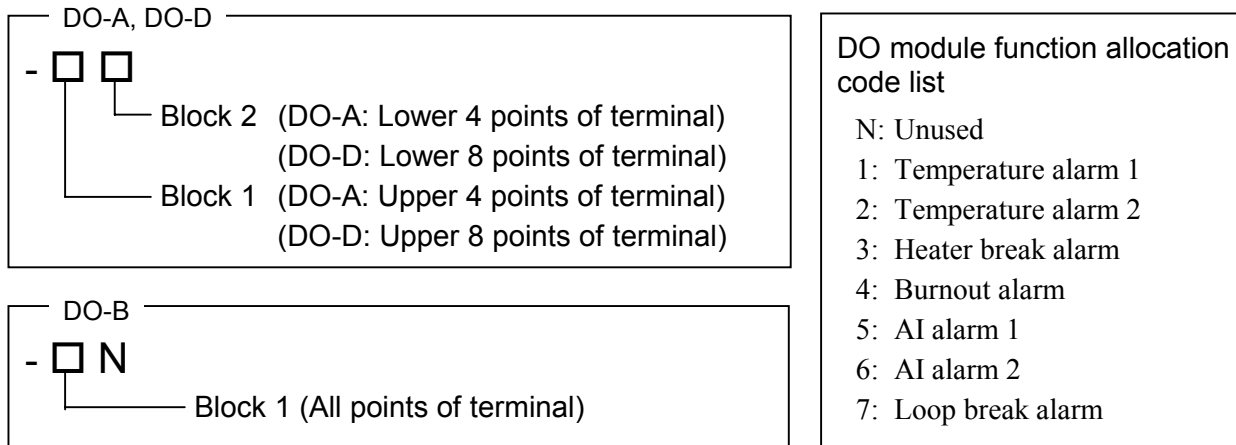 DO-A, DO-D
- □ □
Block 2 (DO-A: Lower 4 points of terminal)
(DO-D: Lower 8 points of terminal)
Block 1 (DO-A: Upper 4 points of terminal)
(DO-D: Upper 8 points of terminal)
DO-B
- □ N
Block 1 (All points of terminal)
DO module function allocation
code list
N: Unused
1: Temperature alarm 1
2: Temperature alarm 2
3: Heater break alarm
4: Burnout alarm
5: AI alarm 1
6: AI alarm 2
7: Loop break alarm